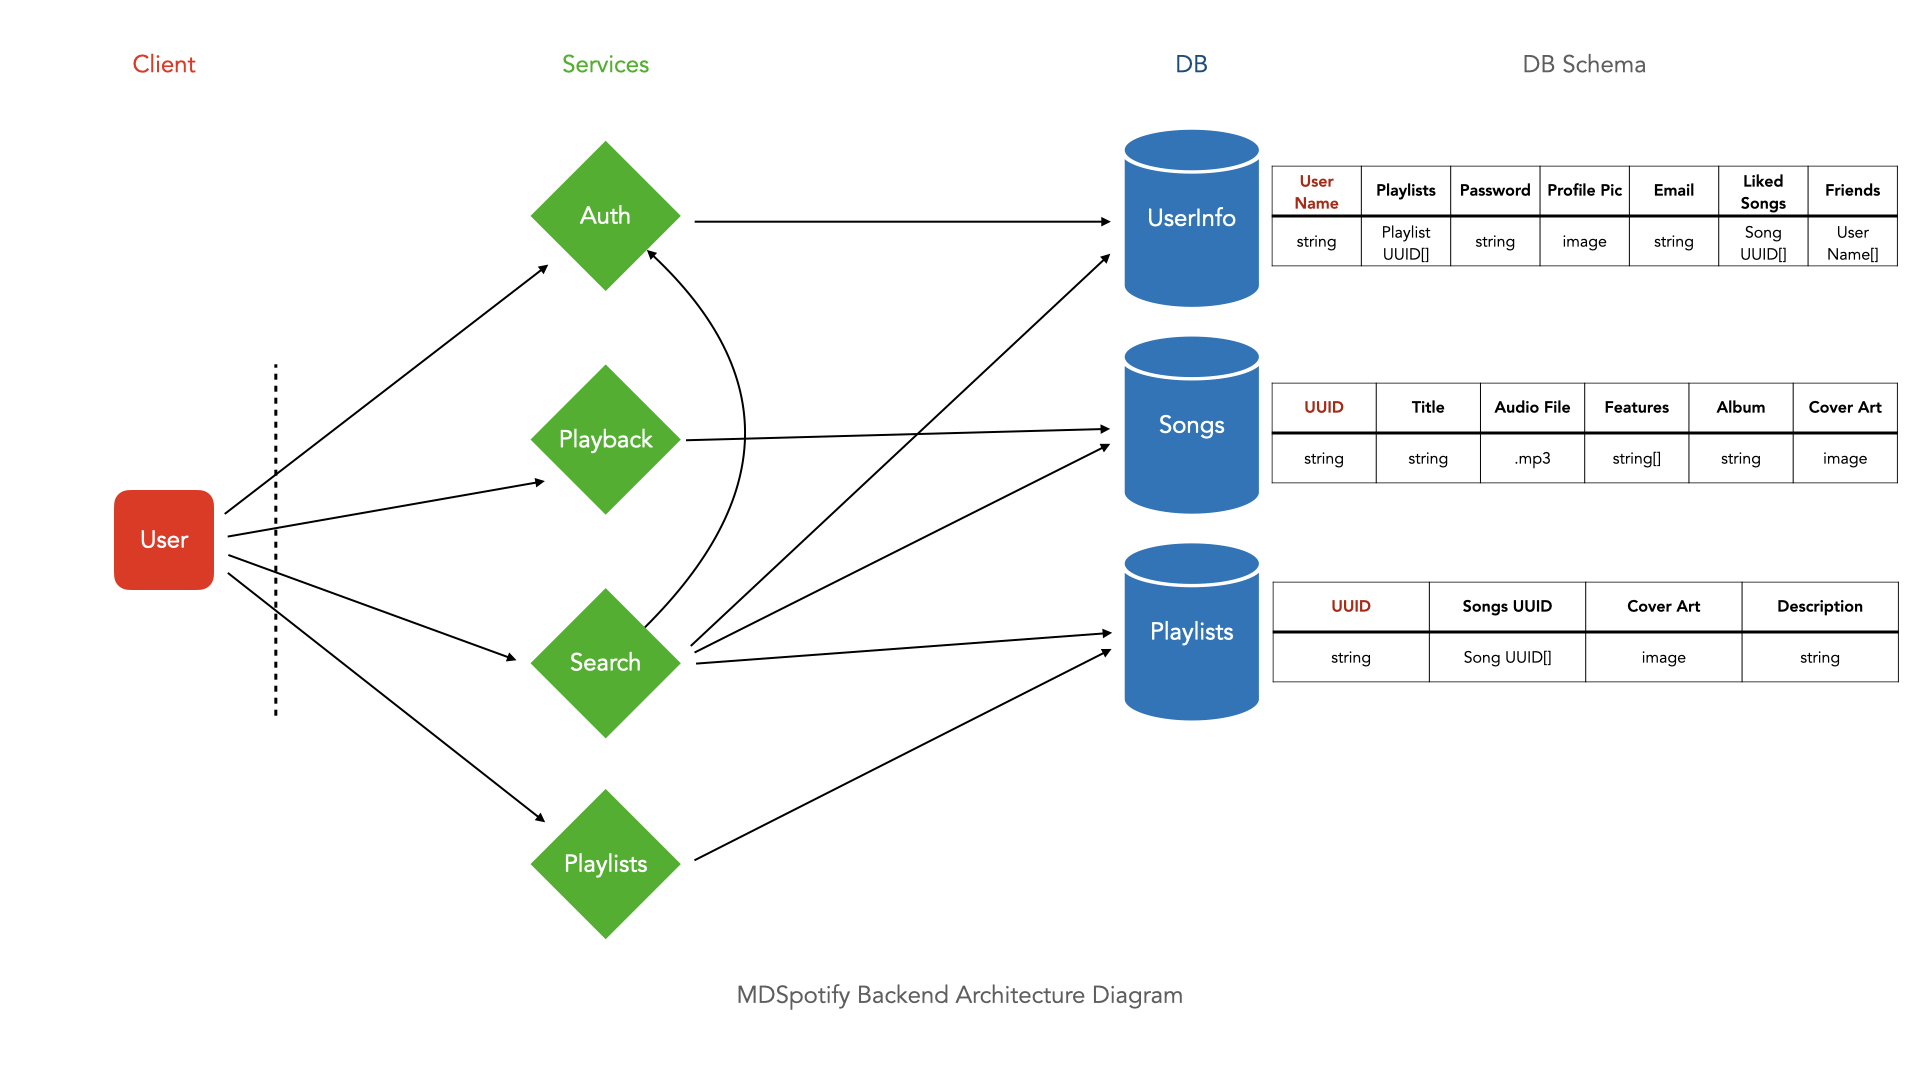 Client
Services
DB
DB Schema
User
Auth
Playback
Search
Playlists
UserInfo
User Name Playlists Password Profile Pic Email Liked Songs Friends
string Playlist UUID[] string image string Song UUID[] User Name[]
Songs
UUID Title Audio File Features Album Cover Art
string string .mp3 string[] string image
Playlists
UUID Songs UUID Cover Art Description
string Song UUID[] image string
MDSpotify Backend Architecture Diagram